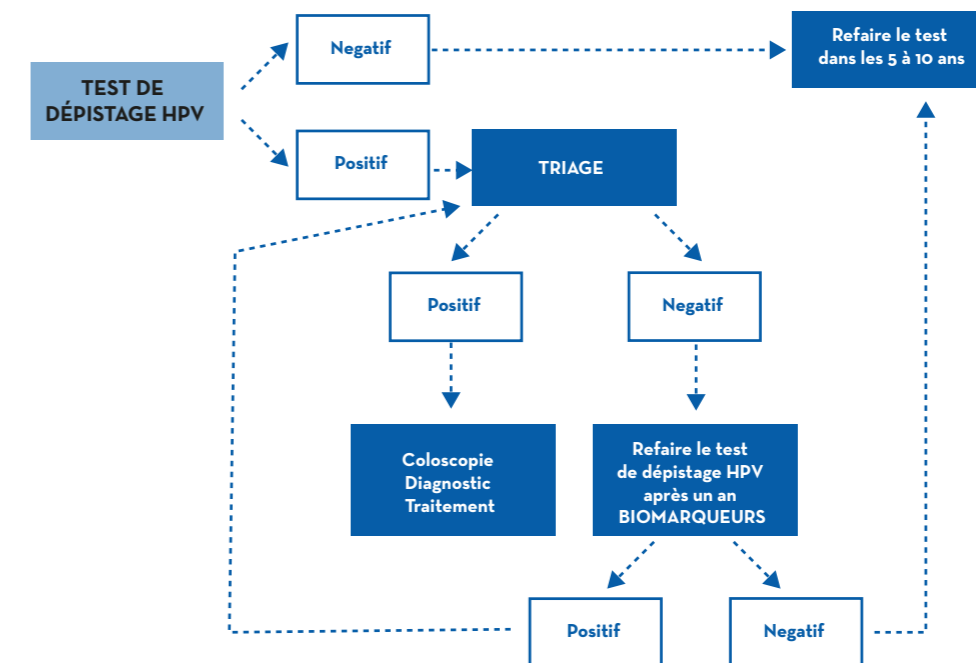 Negatif
Refaire le test
dans les 5 à 10 ans
TEST DE
DÉPISTAGE HPV
Positif
TRIAGE
Positif
Negatif
Coloscopie
Diagnostic
Traitement
Refaire le test
de dépistage HPV
après un an
BIOMARQUEURS
Positif
Negatif